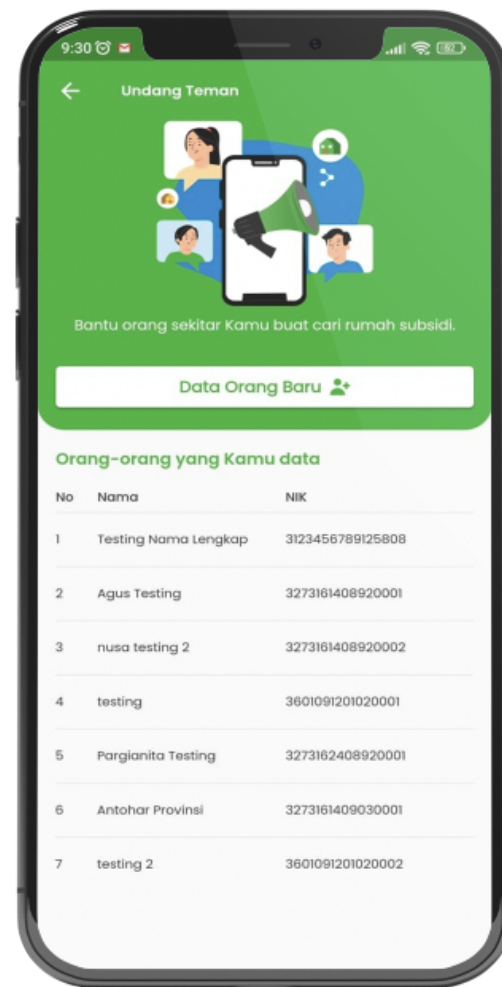 9:30
Undang Teman
Bantu orang sekitar Kamu buat cari rumah subsidi.
Data Orang Baru
Orang-orang yang Kamu data
No Nama NIK
1 Testing Nama Lengkap 3123456789125808
2 Agus Testing 3273161408920001
3 nusa testing 2 3273161408920002
4 testing 3601091201020001
5 Pargianita Testing 3273162408920001
6 Antohar Provinsi 3273161409030001
7 testing 2 3601091201020002